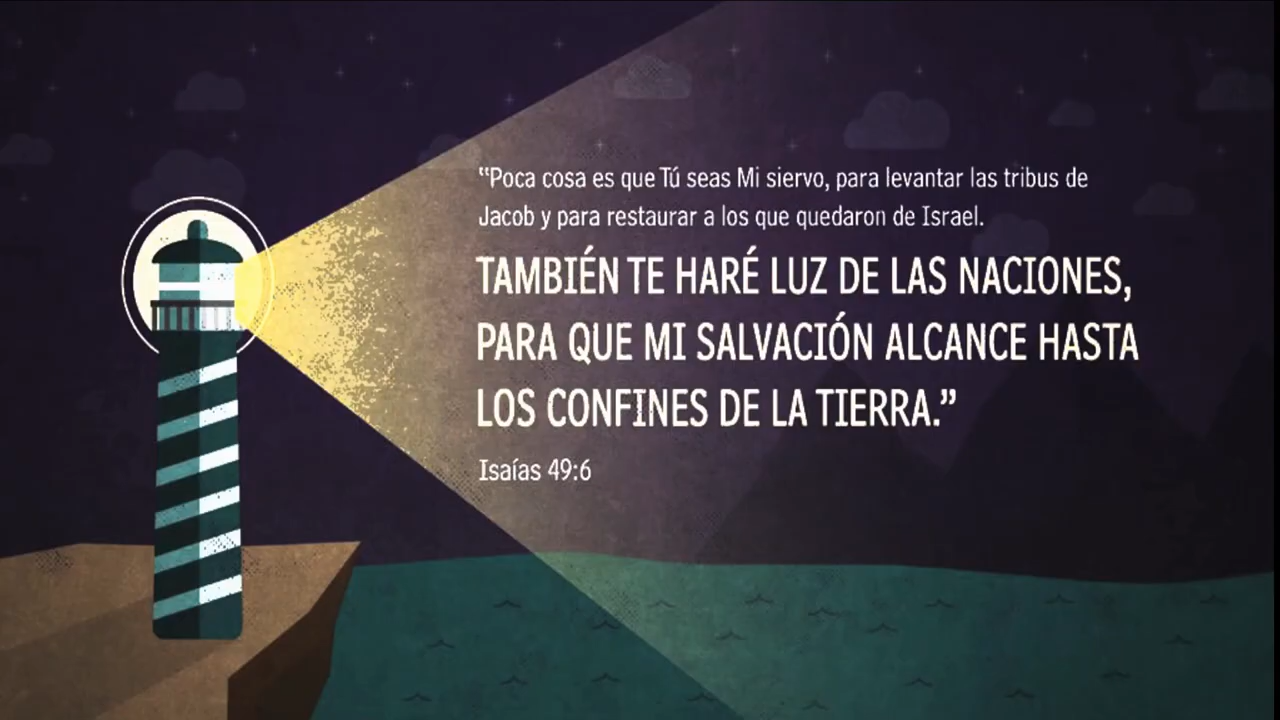 “Poca cosa es que Tú seas Mi siervo, para levantar las tribus de
Jacob y para restaurar a los que quedaron de Israel.
TAMBIÉN TE HARÉ LUZ DE LAS NACIONES,
PARA QUE MI SALVACIÓN ALCANCE HASTA
LOS CONFINES DE LA TIERRA.”
Isaías 49:6